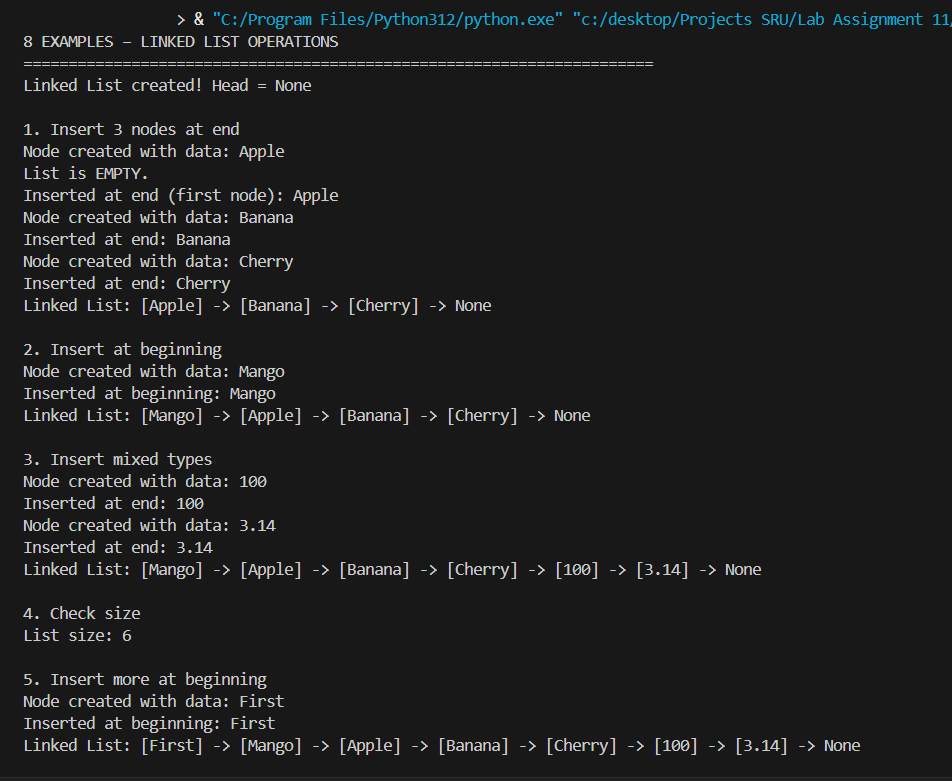 > & "C:/Program Files/Python312/python.exe" "c:/desktop/Projects SRU/Lab Assignment 11/
8 EXAMPLES – LINKED LIST OPERATIONS
======================================================================
Linked List created! Head = None
1. Insert 3 nodes at end
Node created with data: Apple
List is EMPTY.
Inserted at end (first node): Apple
Node created with data: Banana
Inserted at end: Banana
Node created with data: Cherry
Inserted at end: Cherry
Linked List: [Apple] -> [Banana] -> [Cherry] -> None
2. Insert at beginning
Node created with data: Mango
Inserted at beginning: Mango
Linked List: [Mango] -> [Apple] -> [Banana] -> [Cherry] -> None
3. Insert mixed types
Node created with data: 100
Inserted at end: 100
Node created with data: 3.14
Inserted at end: 3.14
Linked List: [Mango] -> [Apple] -> [Banana] -> [Cherry] -> [100] -> [3.14] -> None
4. Check size
List size: 6
5. Insert more at beginning
Node created with data: First
Inserted at beginning: First
Linked List: [First] -> [Mango] -> [Apple] -> [Banana] -> [Cherry] -> [100] -> [3.14] -> None